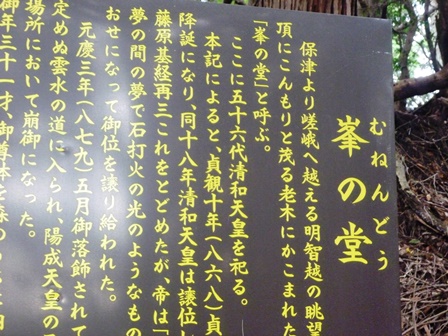 むねんどう
峯の堂
保津より嵯峨へ越える明智越の眺望
頂にこんもりと茂る老木にかこまれた
「峯の堂」と呼ぶ。
ここに五十六代清和天皇を祀る。
本記によると、貞観十年(八六八)貞
降誕になり、同十八年清和天皇は譲位
藤原基経再三これをとどめたが、帝は「
夢の間の夢で石打火の光のようなもの
おせになって御位を譲り給われた。
元慶三年(八七九)五月御落飾されて
定めぬ雲水の道に入られ、陽成天皇の
場所において崩御になった。
御年三十一才、御尊体を